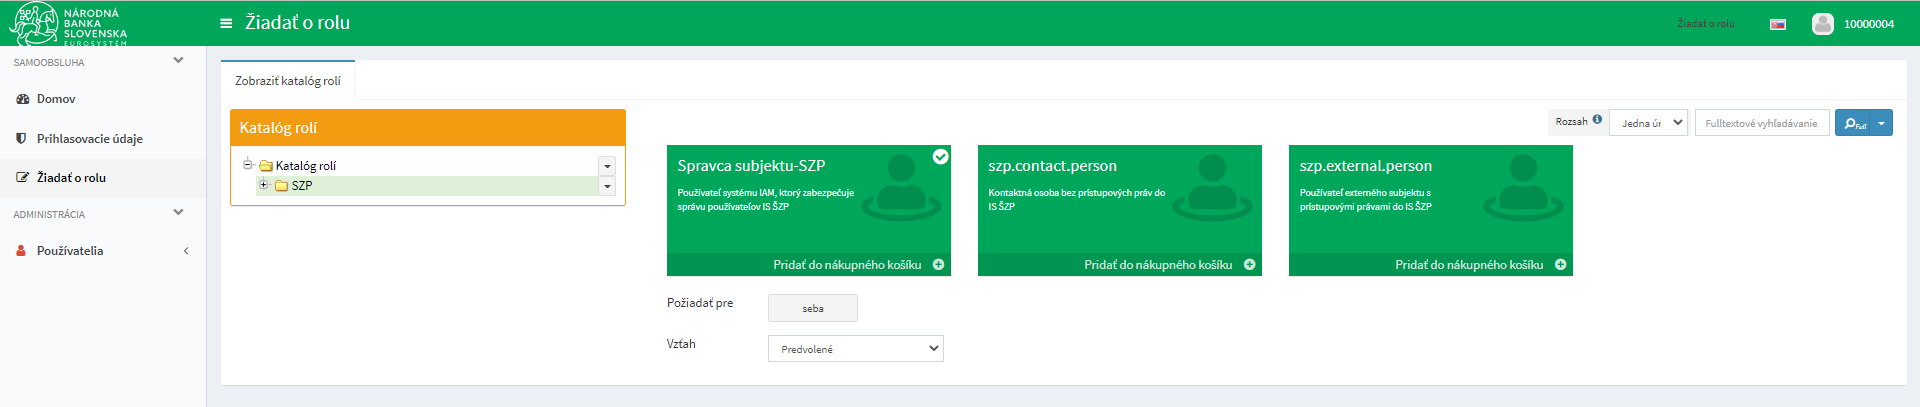 NÁRODNÁ
BANKA
SLOVENSKA
EUROSYSTÉM
Žiadať o rolu
Žiadať o rolu
10000004
SAMOOBSLUHA
Domov
Prihlasovacie údaje
Žiadať o rolu
ADMINISTRÁCIA
Používatelia
Zobraziť katalóg rolí
Katalóg rolí
Katalóg rolí
SZP
Rozsah
Jedna úr
Fulltextové vyhľadávanie
Full
Spravca subjektu-SZP
Používateľ systému IAM, ktorý zabezpečuje
správu používateľov IS ŠZP
Pridať do nákupného košíku
szp.contact.person
Kontaktná osoba bez prístupových práv do
IS ŠZP
Pridať do nákupného košíku
szp.external.person
Používateľ externého subjektu s
prístupovými právami do IS ŠZP
Pridať do nákupného košíku
Požiadať pre
seba
Vzťah
Predvolené